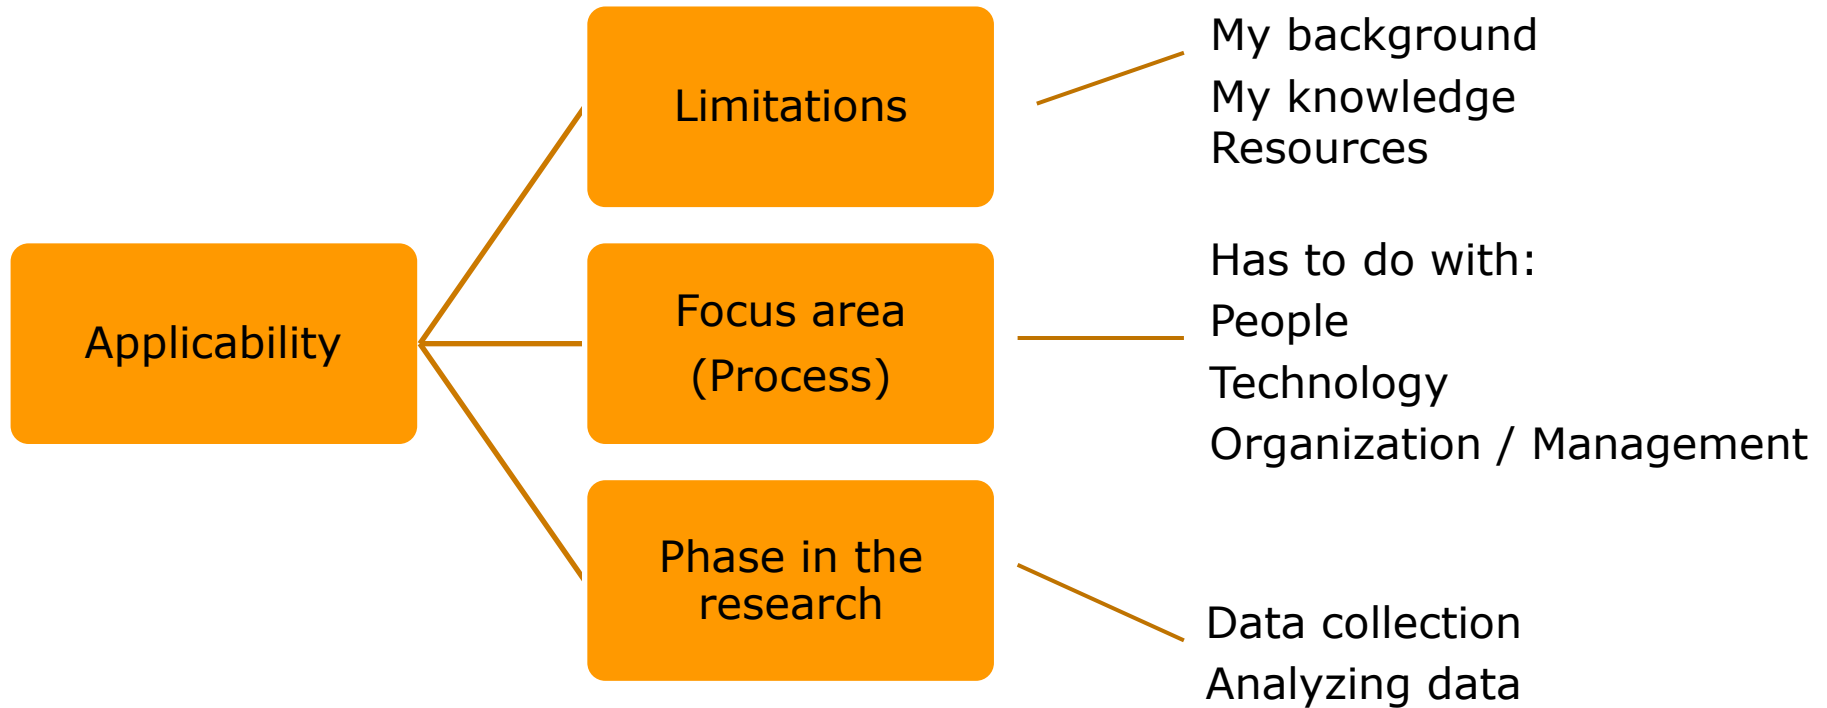 Applicability
Limitations
My background
My knowledge
Resources
Focus area
(Process)
Has to do with:
People
Technology
Organization / Management
Phase in the
research
Data collection
Analyzing data